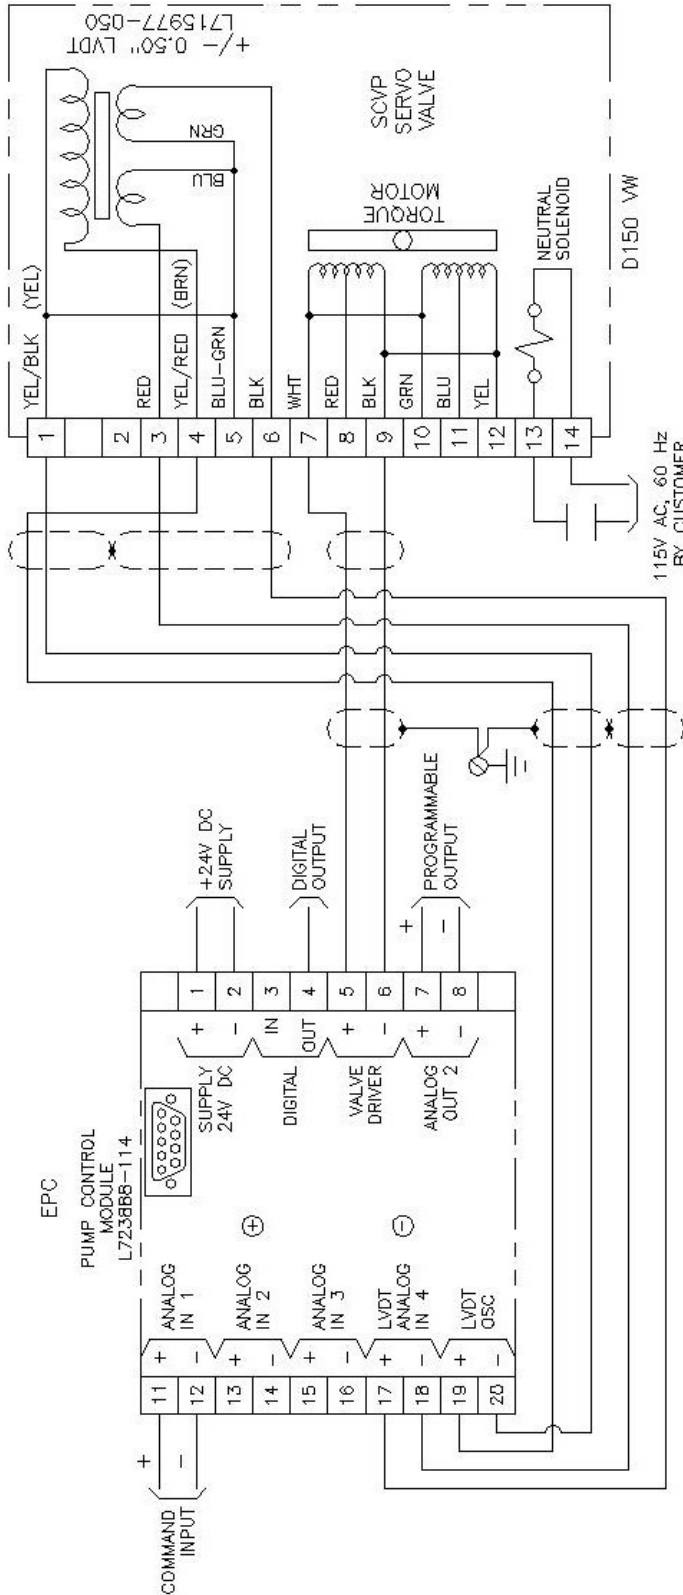 EPC
PUMP CONTROL
MODULE
L723888-114
COMMAND
INPUT
+
−
11
12
13
14
15
16
17
18
19
20
+
−
+
−
+
−
+
−
+
−
ANALOG
IN 1
ANALOG
IN 2
ANALOG
IN 3
LVDT
ANALOG
IN 4
LVDT
OSC
+
−
SUPPLY
24V DC
DIGITAL
VALVE
DRIVER
ANALOG
OUT 2
+
−
IN
OUT
+
−
+
−
1
2
3
4
5
6
7
8
+24V DC
SUPPLY
DIGITAL
OUTPUT
+
−
PROGRAMMABLE
OUTPUT
1
2
3
4
5
6
7
8
9
10
11
12
13
14
115V AC, 60 Hz
BY CUSTOMER
YEL/BLK
(YEL)
RED
YEL/RED
(BRN)
BLU-GRN
BLK
WHT
RED
BLK
GRN
BLU
YEL
BLU
GRN
+/− 0.50" LVDT
L715977-050
TORQUE
MOTOR
SCVP
SERVO
VALVE
NEUTRAL
SOLENOID
D150 VW